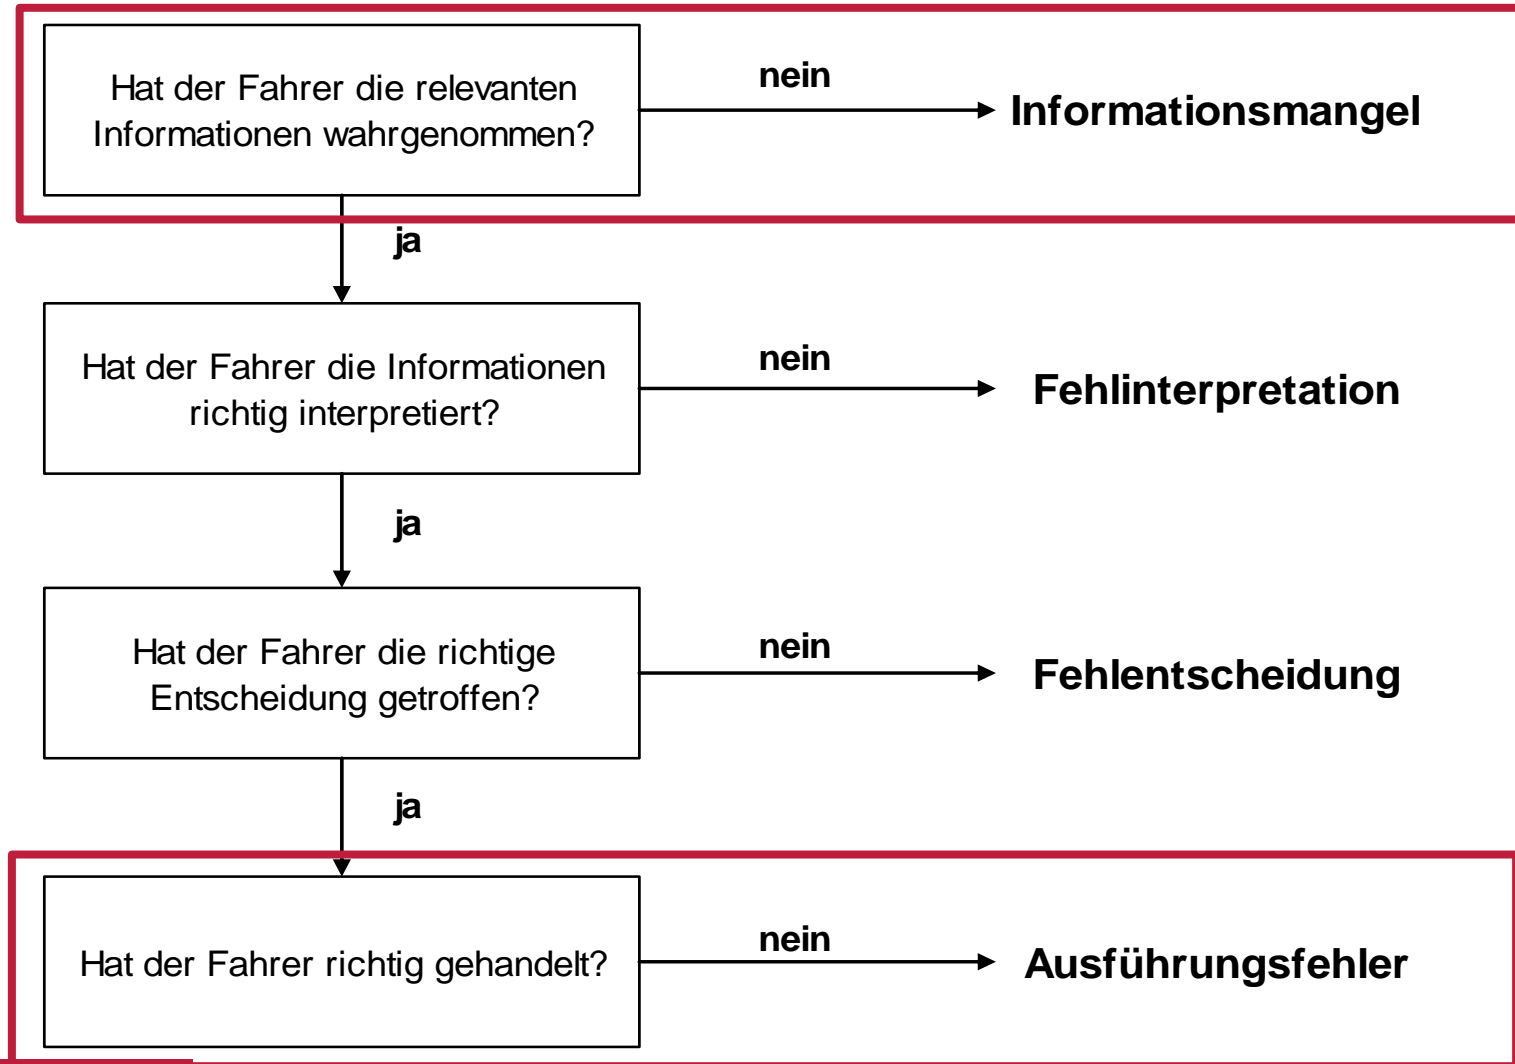 Hat der Fahrer die relevanten
Informationen wahrgenommen?
nein
Informationsmangel
ja
Hat der Fahrer die Informationen
richtig interpretiert?
nein
Fehlinterpretation
ja
Hat der Fahrer die richtige
Entscheidung getroffen?
nein
Fehlentscheidung
ja
Hat der Fahrer richtig gehandelt?
nein
Ausführungsfehler